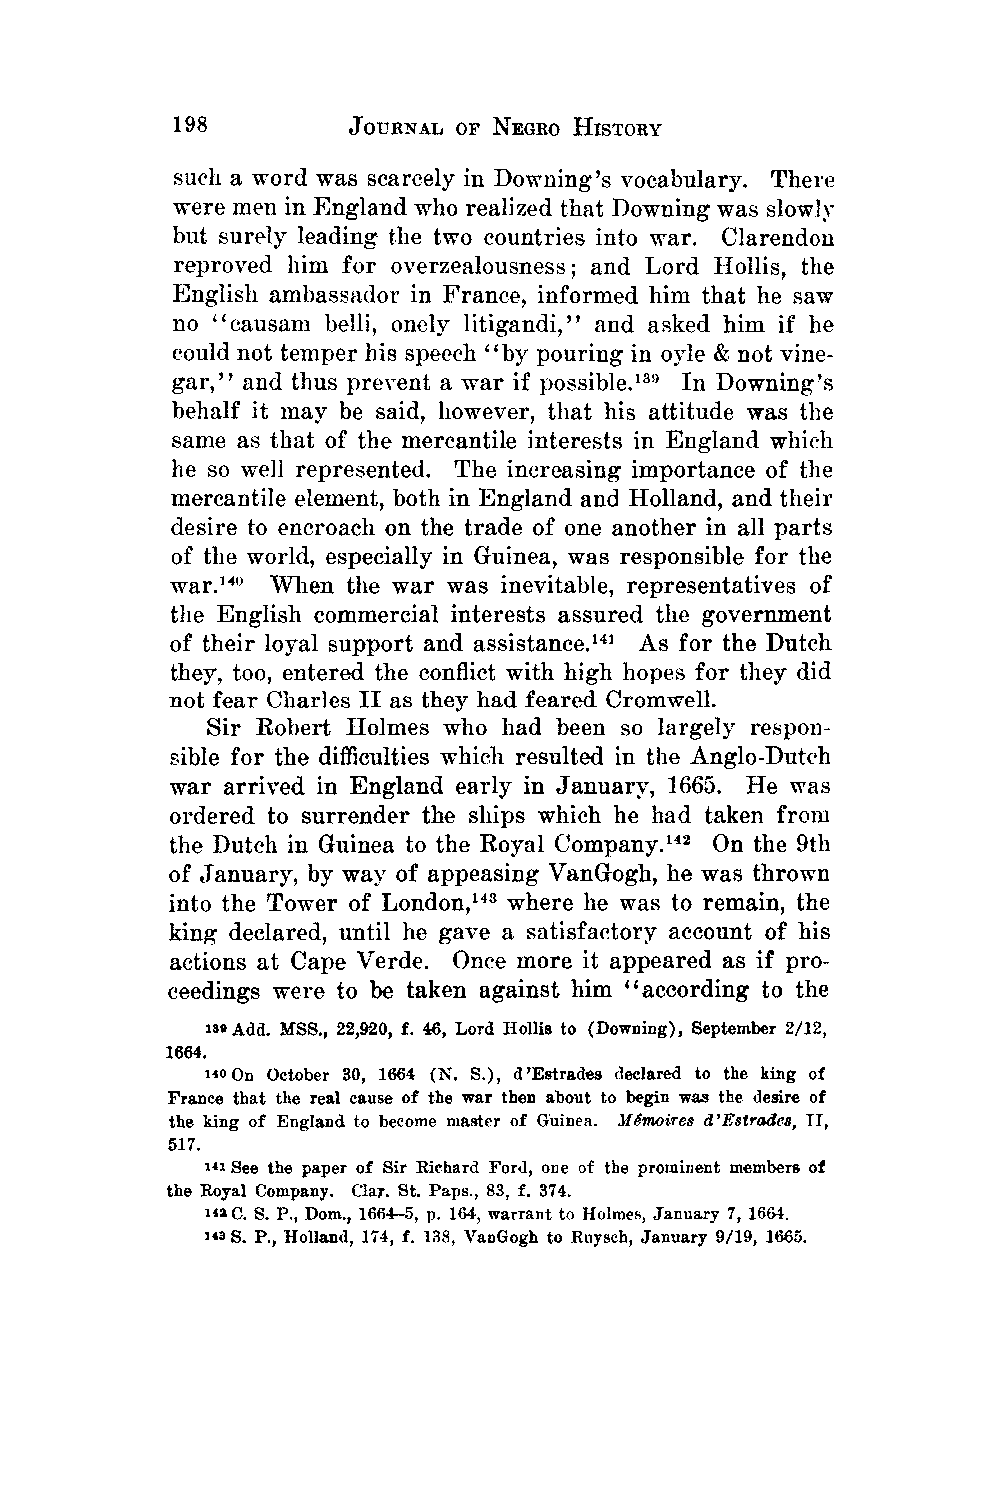 198 JOURNAL OF NEGRO HISTORY
such a word was scarcely in Downing's vocabulary. There
were men in England who realized that Downing was slowly
but surely leading the two countries into war. Clarendon
reproved him for overzealousness; and Lord Hollis, the
English ambassador in France, informed him that he saw
no "causam belli, onely litigandi," and asked him if he
could not temper his speech "by pouring in oyle & not vine-
gar," and thus prevent a war if possible.¹³⁹ In Downing's
behalf it may be said, however, that his attitude was the
same as that of the mercantile interests in England which
he so well represented. The increasing importance of the
mercantile element, both in England and Holland, and their
desire to encroach on the trade of one another in all parts
of the world, especially in Guinea, was responsible for the
war.¹⁴⁰ When the war was inevitable, representatives of
the English commercial interests assured the government
of their loyal support and assistance.¹⁴¹ As for the Dutch
they, too, entered the conflict with high hopes for they did
not fear Charles II as they had feared Cromwell.
Sir Robert Holmes who had been so largely respon-
sible for the difficulties which resulted in the Anglo-Dutch
war arrived in England early in January, 1665. He was
ordered to surrender the ships which he had taken from
the Dutch in Guinea to the Royal Company.¹⁴² On the 9th
of January, by way of appeasing VanGogh, he was thrown
into the Tower of London,¹⁴³ where he was to remain, the
king declared, until he gave a satisfactory account of his
actions at Cape Verde. Once more it appeared as if pro-
ceedings were to be taken against him "according to the
¹³⁹ Add. MSS., 22,920, f. 46, Lord Hollis to (Downing), September 2/12,
1664.
¹⁴⁰ On October 30, 1664 (N. S.), d'Estrades declared to the king of
France that the real cause of the war then about to begin was the desire of
the king of England to become master of Guinea. Mémoires d'Estrades, II,
517.
¹⁴¹ See the paper of Sir Richard Ford, one of the prominent members of
the Royal Company. Clar. St. Paps., 83, f. 374.
¹⁴² C. S. P., Dom., 1664–5, p. 164, warrant to Holmes, January 7, 1664.
¹⁴³ S. P., Holland, 174, f. 138, VanGogh to Ruysch, January 9/19, 1665.